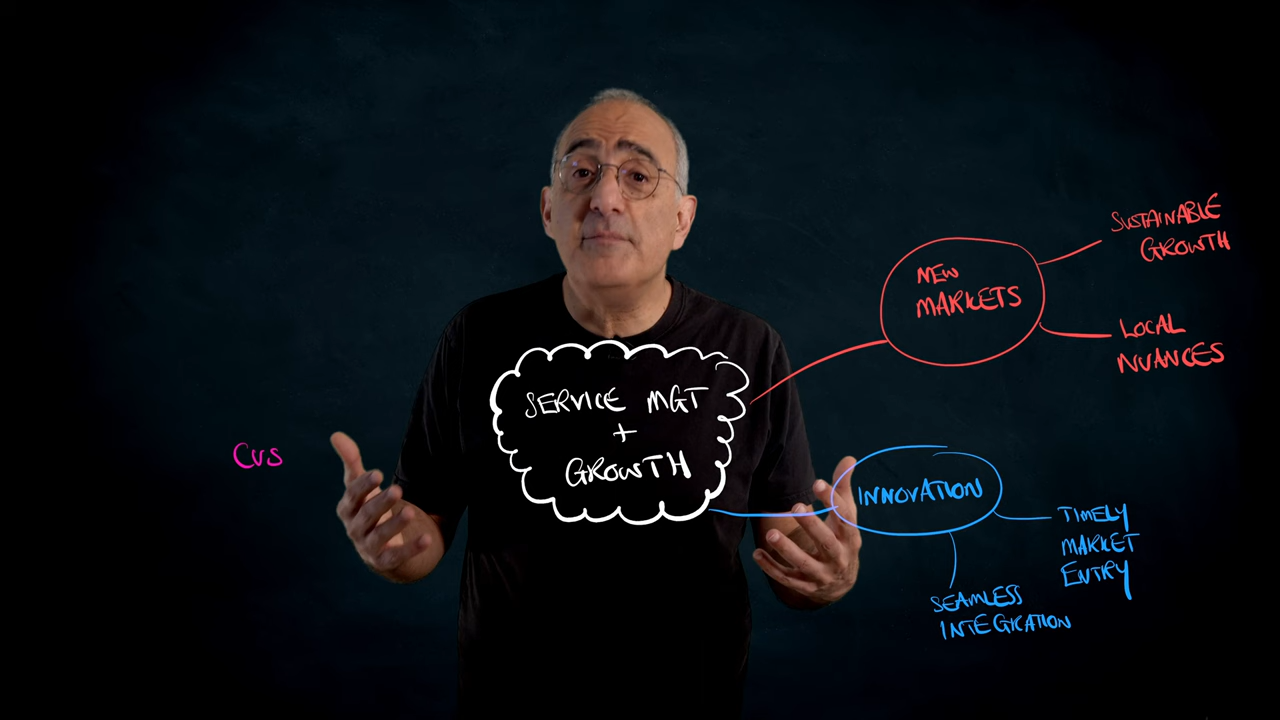 SERVICE MGT
+
GROWTH
NEW
MARKETS
SUSTAINABLE
GROWTH
LOCAL
NUANCES
INNOVATION
TIMELY
MARKET
ENTRY
SEAMLESS
INTEGRATION
CUS